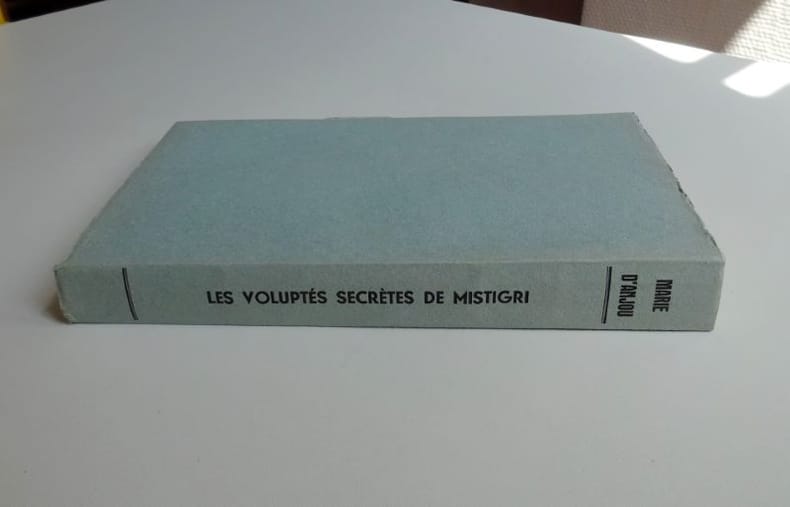 LES VOLUPTÉS SECRÈTES DE MISTIGRI
MARIE
D'ANJOU